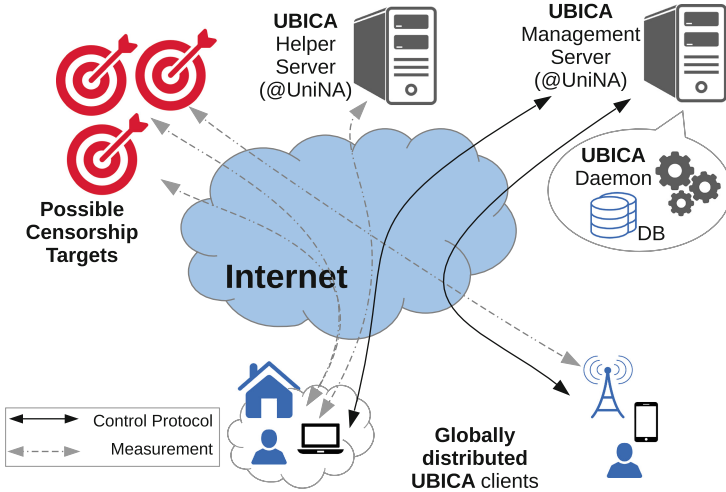 UBICA
Helper
Server
(@UniNA)
UBICA
Management
Server
(@UniNA)
UBICA
Daemon
DB
Possible
Censorship
Targets
Internet
Control Protocol
Measurement
Globally
distributed
UBICA clients